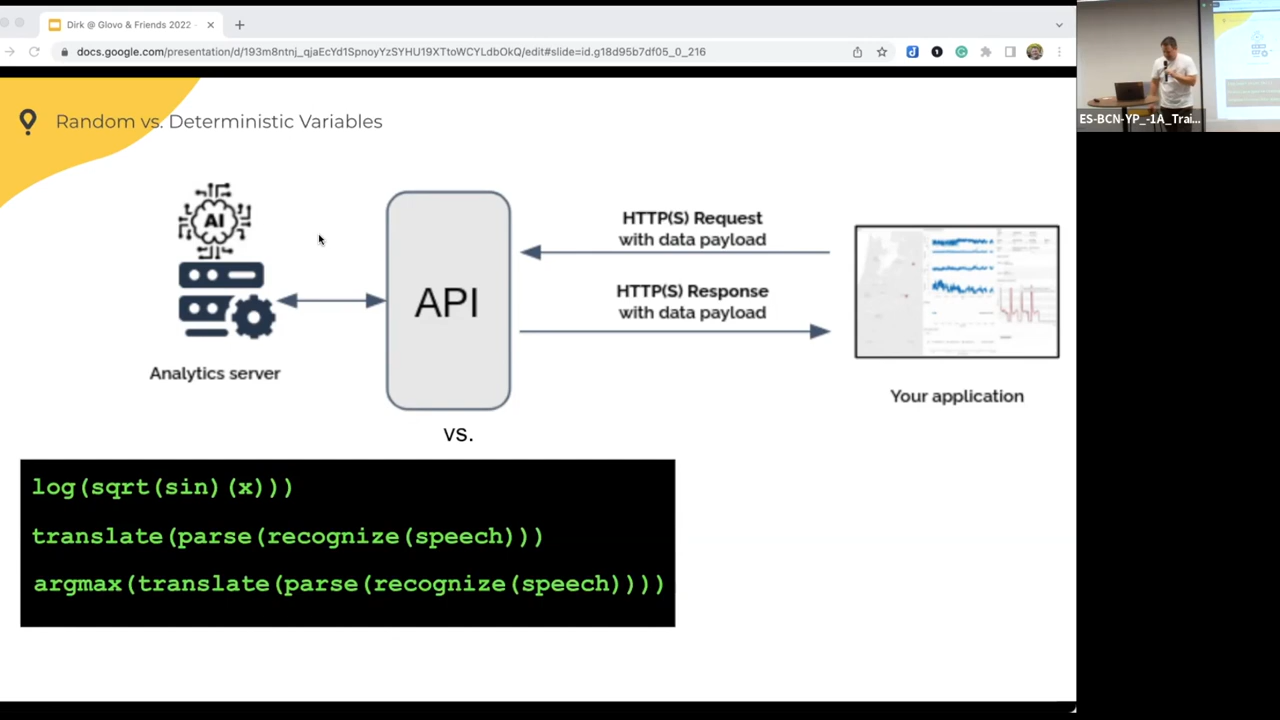 Dirk @ Glovo & Friends 2022
docs.google.com/presentation/d/193m8ntnj_qjaEcYd1SpnoyYzSYHU19XTtoWCYLdbOkQ/edit#slide=id.g18d95b7df05_0_216
ES-BCN-YP_-1A_Trai...
Random vs. Deterministic Variables
AI
Analytics server
API
HTTP(S) Request
with data payload
HTTP(S) Response
with data payload
Your application
vs.
log(sqrt(sin)(x)))
translate(parse(recognize(speech)))
argmax(translate(parse(recognize(speech))))